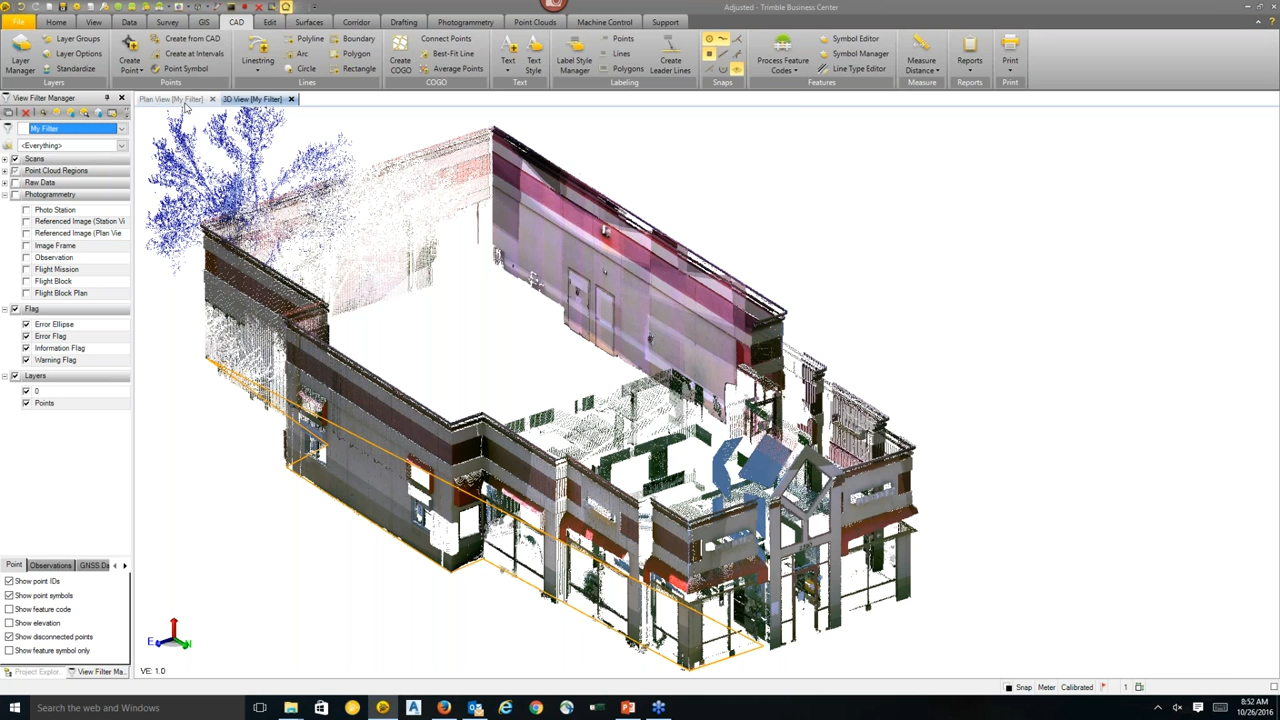 Adjusted - Trimble Business Center
File Home View Data Survey GIS CAD Edit Surfaces Corridor Drafting Photogrammetry Point Clouds Machine Control Support
Layer Manager
Layer Groups
Layer Options
Standardize
Layers
Create Point
Create from CAD
Create at Intervals
Point Symbol
Points
Linestring
Polyline
Arc
Circle
Boundary
Polygon
Rectangle
Lines
Create COGO
Connect Points
Best-Fit Line
Average Points
COGO
Text
Text Style
Text
Label Style Manager
Points
Lines
Polygons
Create Leader Lines
Labeling
Snaps
Process Feature Codes
Symbol Editor
Symbol Manager
Line Type Editor
Features
Measure Distance
Measure
Reports
Reports
Print
Print
View Filter Manager
Plan View [My Filter]
3D View [My Filter]
My Filter
<Everything>
Scans
Point Cloud Regions
Raw Data
Photogrammetry
Photo Station
Referenced Image (Station Vi
Referenced Image (Plan Vie
Image Frame
Observation
Flight Mission
Flight Block
Flight Block Plan
Flag
Error Ellipse
Error Flag
Information Flag
Warning Flag
Layers
0
Points
Point Observations GNSS Da
Show point IDs
Show point symbols
Show feature code
Show elevation
Show disconnected points
Show feature symbol only
Project Explor...
View Filter Ma...
E
N
VE: 1.0
Snap Meter Calibrated 1
Search the web and Windows
8:52 AM
10/26/2016